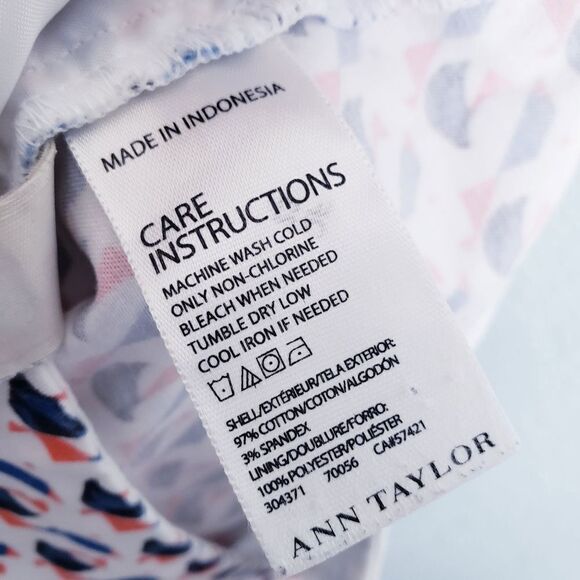 MADE IN INDONESIA
CARE
INSTRUCTIONS
MACHINE WASH COLD
ONLY NON-CHLORINE
BLEACH WHEN NEEDED
TUMBLE DRY LOW
COOL IRON IF NEEDED
SHELL/EXTÉRIEUR/TELA EXTERIOR:
97% COTTON/COTON/ALGODÓN
3% SPANDEX
LINING/DOUBLURE/FORRO:
100% POLYESTER/POLIÉSTER
304371 70056 CA#57421
ANN TAYLOR